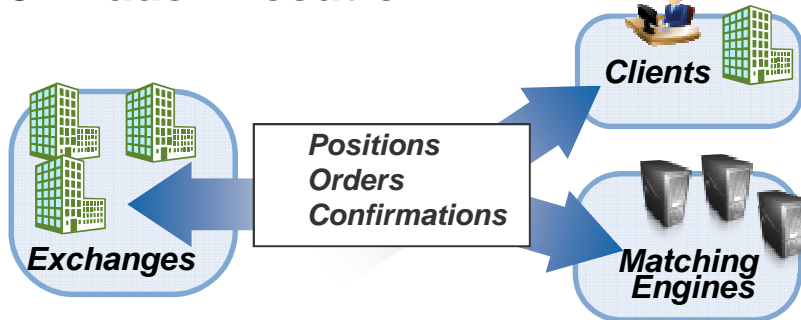 Clients
Positions
Orders
Confirmations
Exchanges
Matching
Engines